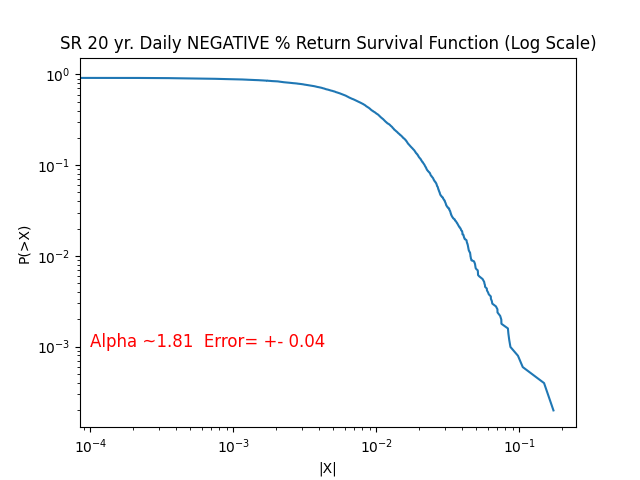 SR 20 yr. Daily NEGATIVE % Return Survival Function (Log Scale)
10⁰
10⁻¹
10⁻²
10⁻³
P(>X)
Alpha ~1.81  Error= +- 0.04
10⁻⁴
10⁻³
10⁻²
10⁻¹
|X|